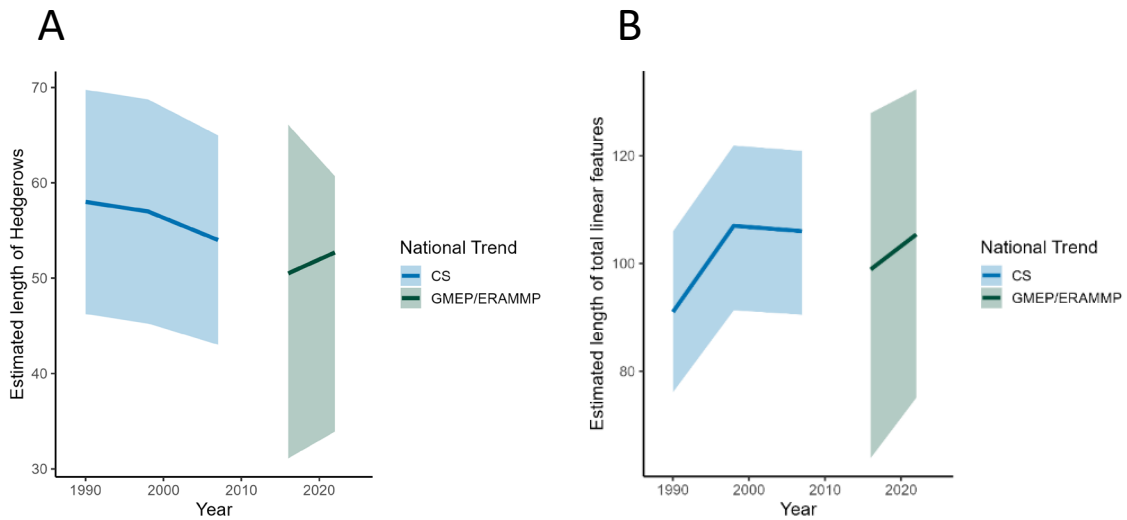 A
Estimated length of Hedgerows
70
60
50
40
30
1990
2000
2010
2020
Year
National Trend
CS
GMEP/ERAMMP
B
Estimated length of total linear features
120
100
80
1990
2000
2010
2020
Year
National Trend
CS
GMEP/ERAMMP